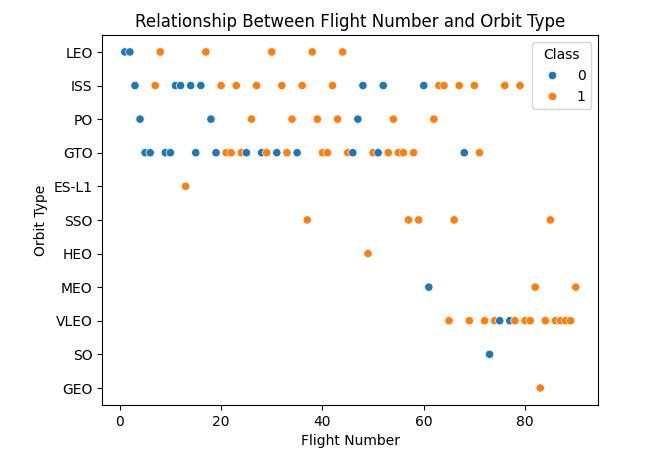 Relationship Between Flight Number and Orbit Type
Class
0
1
LEO
ISS
PO
GTO
ES-L1
SSO
HEO
MEO
VLEO
SO
GEO
Orbit Type
0 20 40 60 80
Flight Number